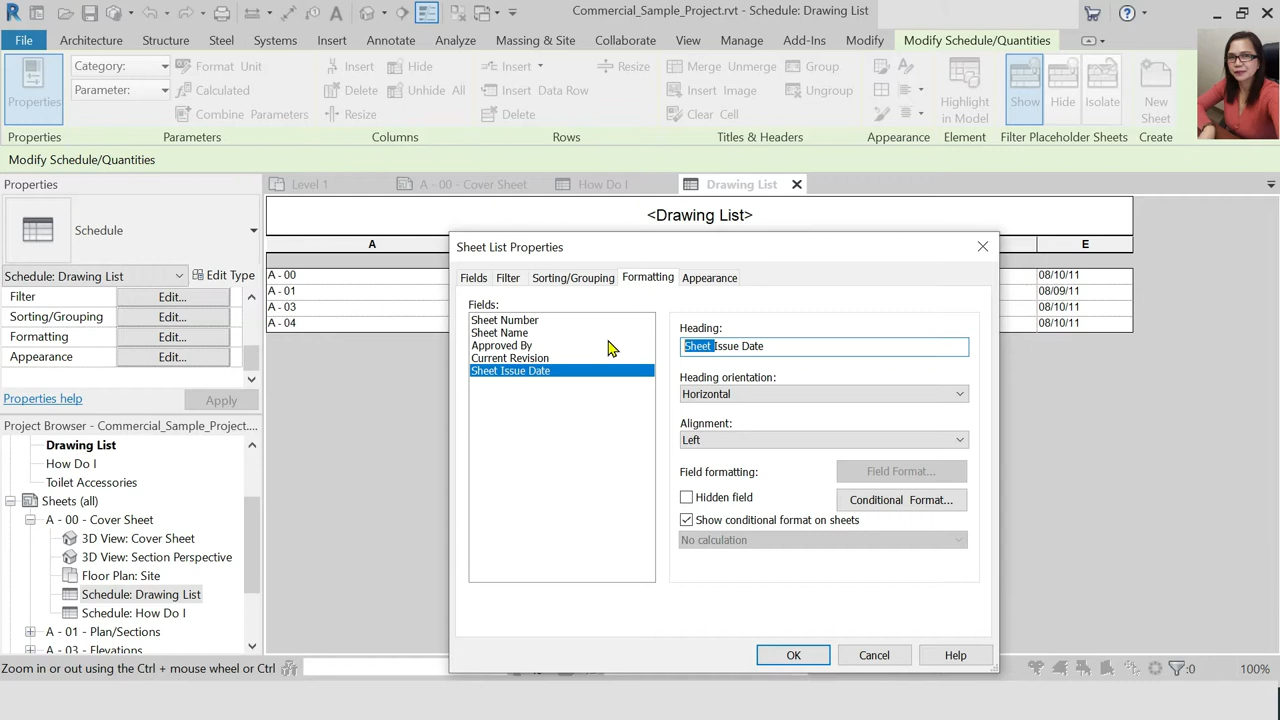 Commercial_Sample_Project.rvt - Schedule: Drawing List
File Architecture Structure Steel Systems Insert Annotate Analyze Massing & Site Collaborate View Manage Add-Ins Modify Modify Schedule/Quantities
Category: Format Unit Insert Hide Insert Resize Merge Unmerge Group
Parameter: Calculated Delete Unhide All Insert Data Row Insert Image Ungroup
Properties Highlight in Model Show Hide Isolate New Sheet
Combine Parameters Resize Delete Clear Cell
Properties Parameters Columns Rows Titles & Headers Appearance Element Filter Placeholder Sheets Create
Modify Schedule/Quantities
Properties
Level 1 A - 00 - Cover Sheet How Do I Drawing List
<Drawing List>
Schedule
A E
Schedule: Drawing List Edit Type
A - 00 08/10/11
A - 01 08/09/11
A - 03 08/10/11
A - 04 08/10/11
Filter Edit...
Sorting/Grouping Edit...
Formatting Edit...
Appearance Edit...
Properties help Apply
Project Browser - Commercial_Sample_Project....
Drawing List
How Do I
Toilet Accessories
Sheets (all)
A - 00 - Cover Sheet
3D View: Cover Sheet
3D View: Section Perspective
Floor Plan: Site
Schedule: Drawing List
Schedule: How Do I
A - 01 - Plan/Sections
A - 03 - Elevations
Sheet List Properties
Fields Filter Sorting/Grouping Formatting Appearance
Fields:
Sheet Number
Sheet Name
Approved By
Current Revision
Sheet Issue Date
Heading:
Sheet Issue Date
Heading orientation:
Horizontal
Alignment:
Left
Field formatting: Field Format...
Hidden field Conditional Format...
Show conditional format on sheets
No calculation
OK Cancel Help
Zoom in or out using the Ctrl + mouse wheel or Ctrl
:0 100%